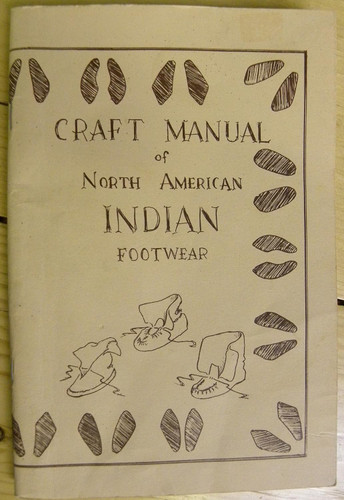 CRAFT MANUAL
of
NORTH AMERICAN
INDIAN
FOOTWEAR